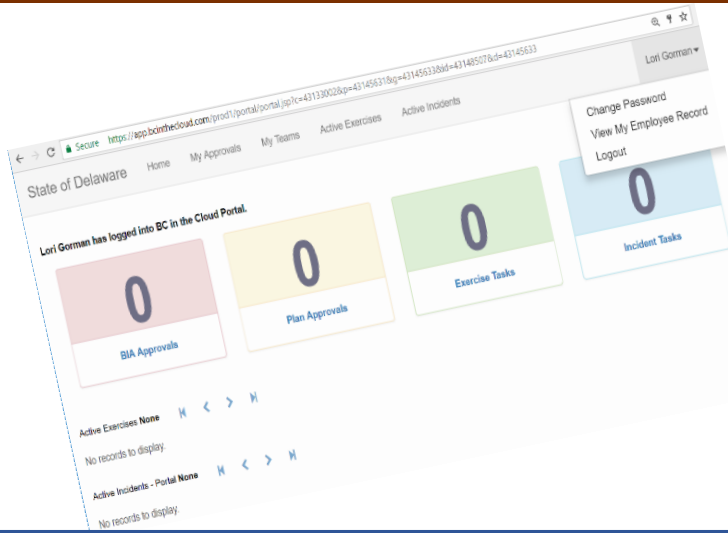 Secure https://app.bcinthecloud.com/prod1/portal/portal.jsp?c=43133002&p=43145631&g=43145633&id=43148507&d=43145633
Lori Gorman
State of Delaware Home My Approvals My Teams Active Exercises Active Incidents
Change Password
View My Employee Record
Logout
Lori Gorman has logged into BC in the Cloud Portal.
0 0 0 0
BIA Approvals Plan Approvals Exercise Tasks Incident Tasks
Active Exercises None
No records to display.
Active Incidents - Portal None
No records to display.